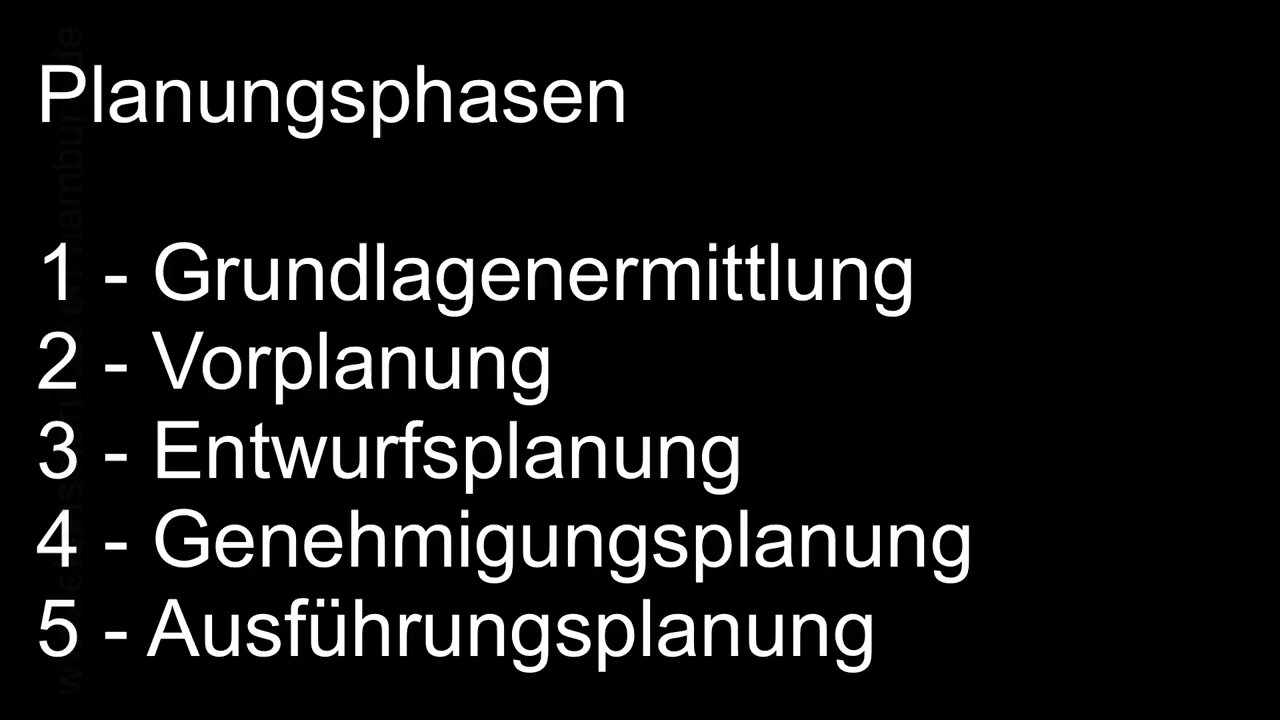 Planungsphasen
1 - Grundlagenermittlung
2 - Vorplanung
3 - Entwurfsplanung
4 - Genehmigungsplanung
5 - Ausführungsplanung